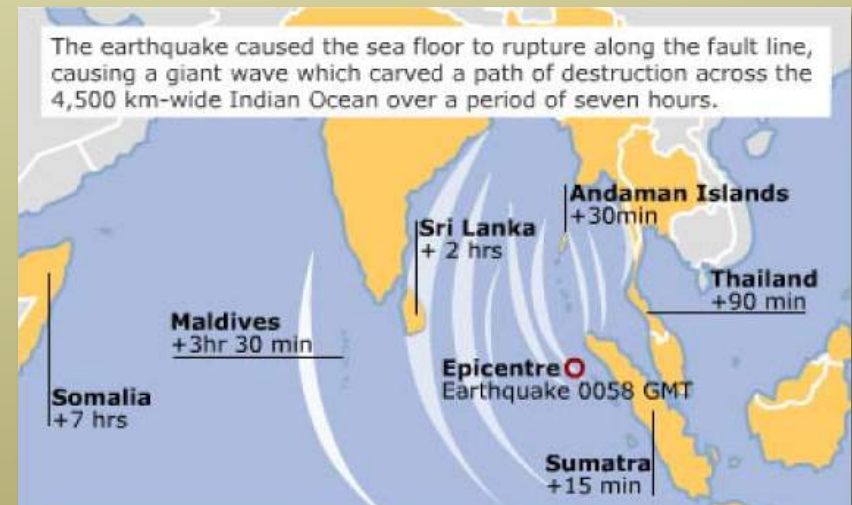 The earthquake caused the sea floor to rupture along the fault line,
causing a giant wave which carved a path of destruction across the
4,500 km-wide Indian Ocean over a period of seven hours.
Andaman Islands
+30min
Sri Lanka
+ 2 hrs
Thailand
+90 min
Maldives
+3hr 30 min
Epicentre
Earthquake 0058 GMT
Somalia
+7 hrs
Sumatra
+15 min